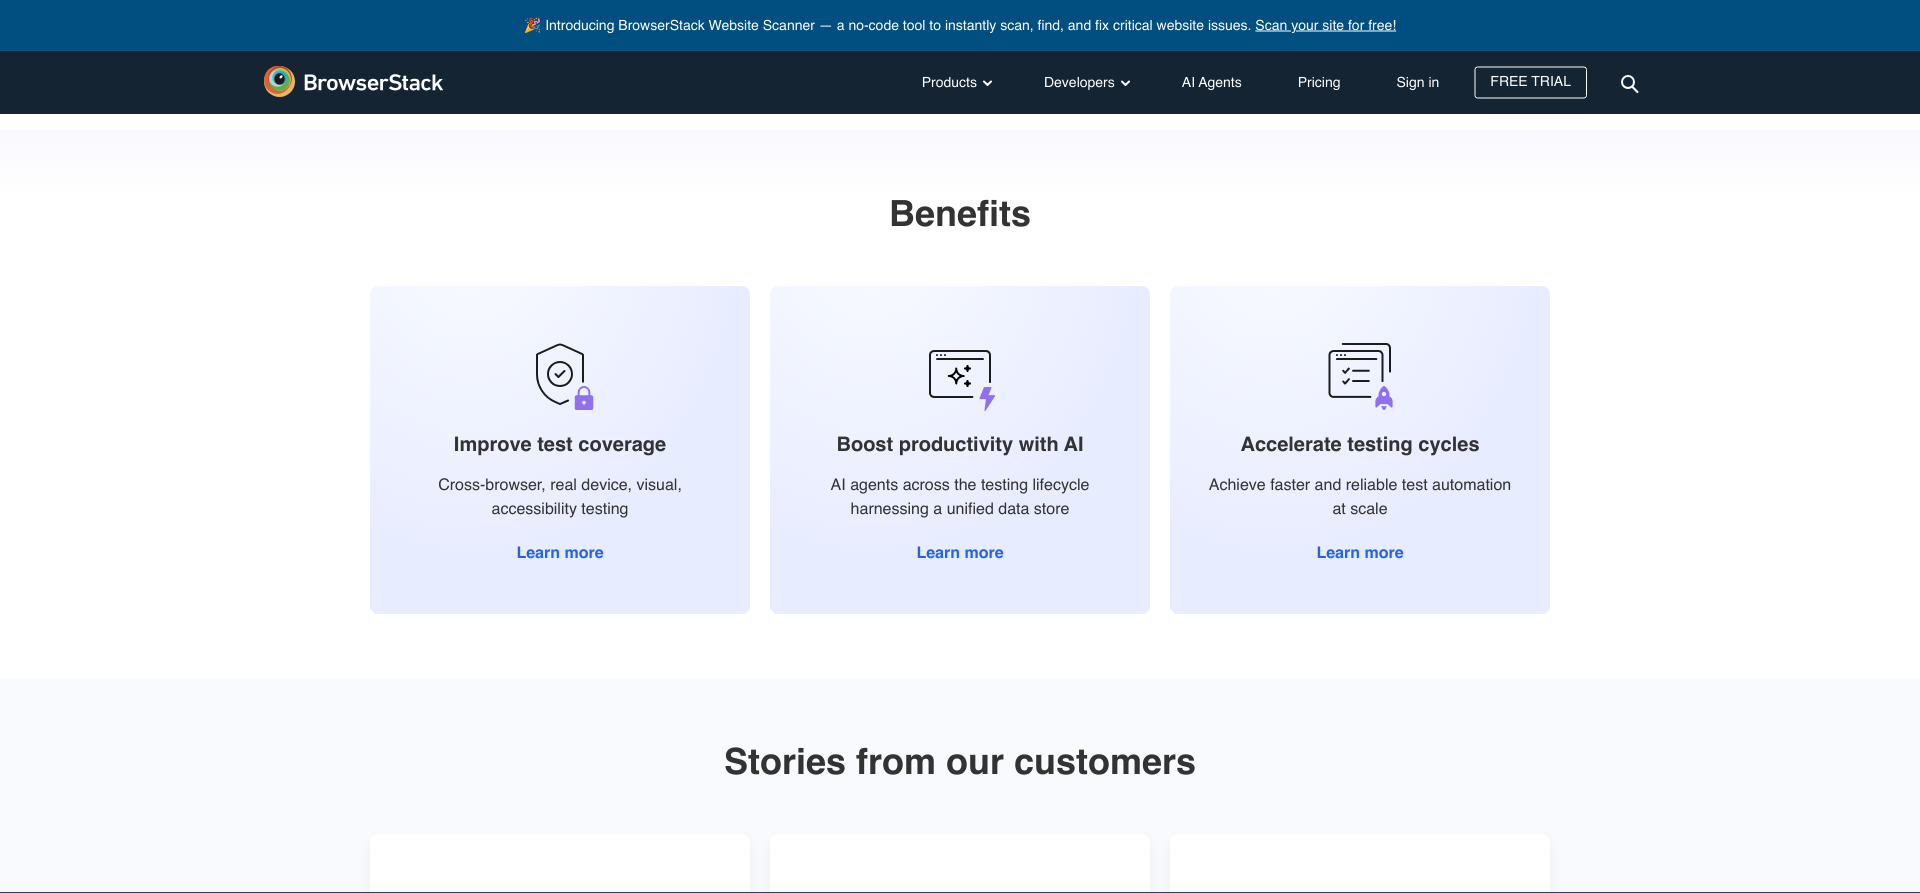 🎉 Introducing BrowserStack Website Scanner — a no-code tool to instantly scan, find, and fix critical website issues. Scan your site for free!
BrowserStack
Products
Developers
AI Agents
Pricing
Sign in
FREE TRIAL
Benefits
Improve test coverage
Cross-browser, real device, visual,
accessibility testing
Learn more
Boost productivity with AI
AI agents across the testing lifecycle
harnessing a unified data store
Learn more
Accelerate testing cycles
Achieve faster and reliable test automation
at scale
Learn more
Stories from our customers